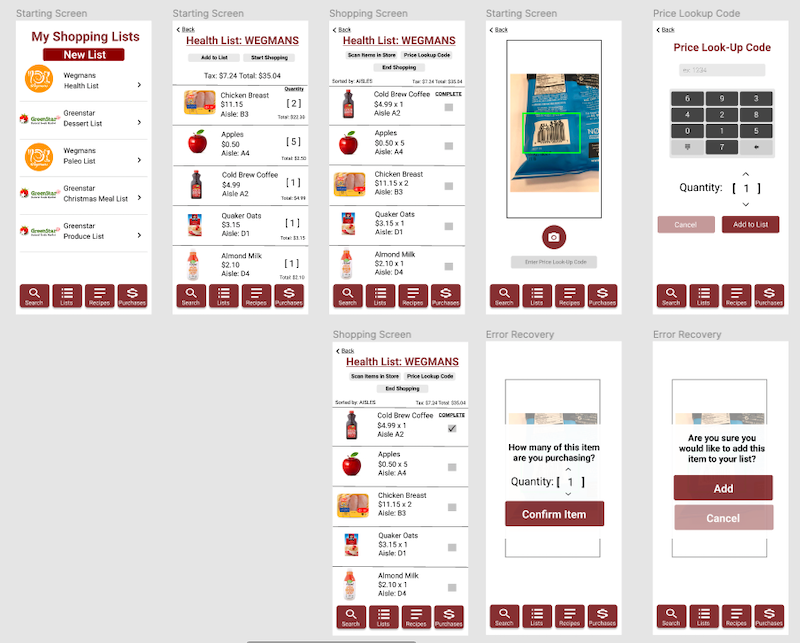 Starting Screen
My Shopping Lists
New List
Wegmans
Health List
Greenstar
Dessert List
Wegmans
Paleo List
Greenstar
Christmas Meal List
Greenstar
Produce List
Search
Lists
Recipes
Purchases
Starting Screen
Back
Health List: WEGMANS
Add to List
Start Shopping
Tax: $7.24 Total: $35.04
Quantity
Chicken Breast
$11.15
Aisle: B3
[ 2 ]
Total: $22.30
Apples
$0.50
Aisle: A4
[ 5 ]
Total: $2.50
Cold Brew Coffee
$4.99
Aisle A2
[ 1 ]
Total: $4.99
Quaker Oats
$3.15
Aisle: D1
[ 1 ]
Total: $3.15
Almond Milk
$2.10
Aisle: D4
[ 1 ]
Total: $2.10
Search
Lists
Recipes
Purchases
Shopping Screen
Back
Health List: WEGMANS
Scan Items in Store
Price Lookup Code
End Shopping
Sorted by: AISLES
Tax: $7.24 Total: $35.04
Cold Brew Coffee
$4.99 x 1
Aisle A2
COMPLETE
Apples
$0.50 x 5
Aisle: A4
Chicken Breast
$11.15 x 2
Aisle: B3
Quaker Oats
$3.15 x 1
Aisle: D1
Almond Milk
$2.10 x 1
Aisle: D4
Search
Lists
Recipes
Purchases
Starting Screen
Back
Enter Price Look-Up Code
Search
Lists
Recipes
Purchases
Price Lookup Code
Back
Price Look-Up Code
ex: 1234
6 9 3
4 2 8
0 1 5
7
Quantity: [ 1 ]
Cancel
Add to List
Search
Lists
Recipes
Purchases
Shopping Screen
Back
Health List: WEGMANS
Scan Items in Store
Price Lookup Code
End Shopping
Sorted by: AISLES
Tax: $7.24 Total: $35.04
Cold Brew Coffee
$4.99 x 1
Aisle A2
COMPLETE
Apples
$0.50 x 5
Aisle: A4
Chicken Breast
$11.15 x 2
Aisle: B3
Quaker Oats
$3.15 x 1
Aisle: D1
Almond Milk
$2.10 x 1
Aisle: D4
Search
Lists
Recipes
Purchases
Error Recovery
How many of this item
are you purchasing?
Quantity: [ 1 ]
Confirm Item
Search
Lists
Recipes
Purchases
Error Recovery
Are you sure you
would like to add this
item to your list?
Add
Cancel
Search
Lists
Recipes
Purchases